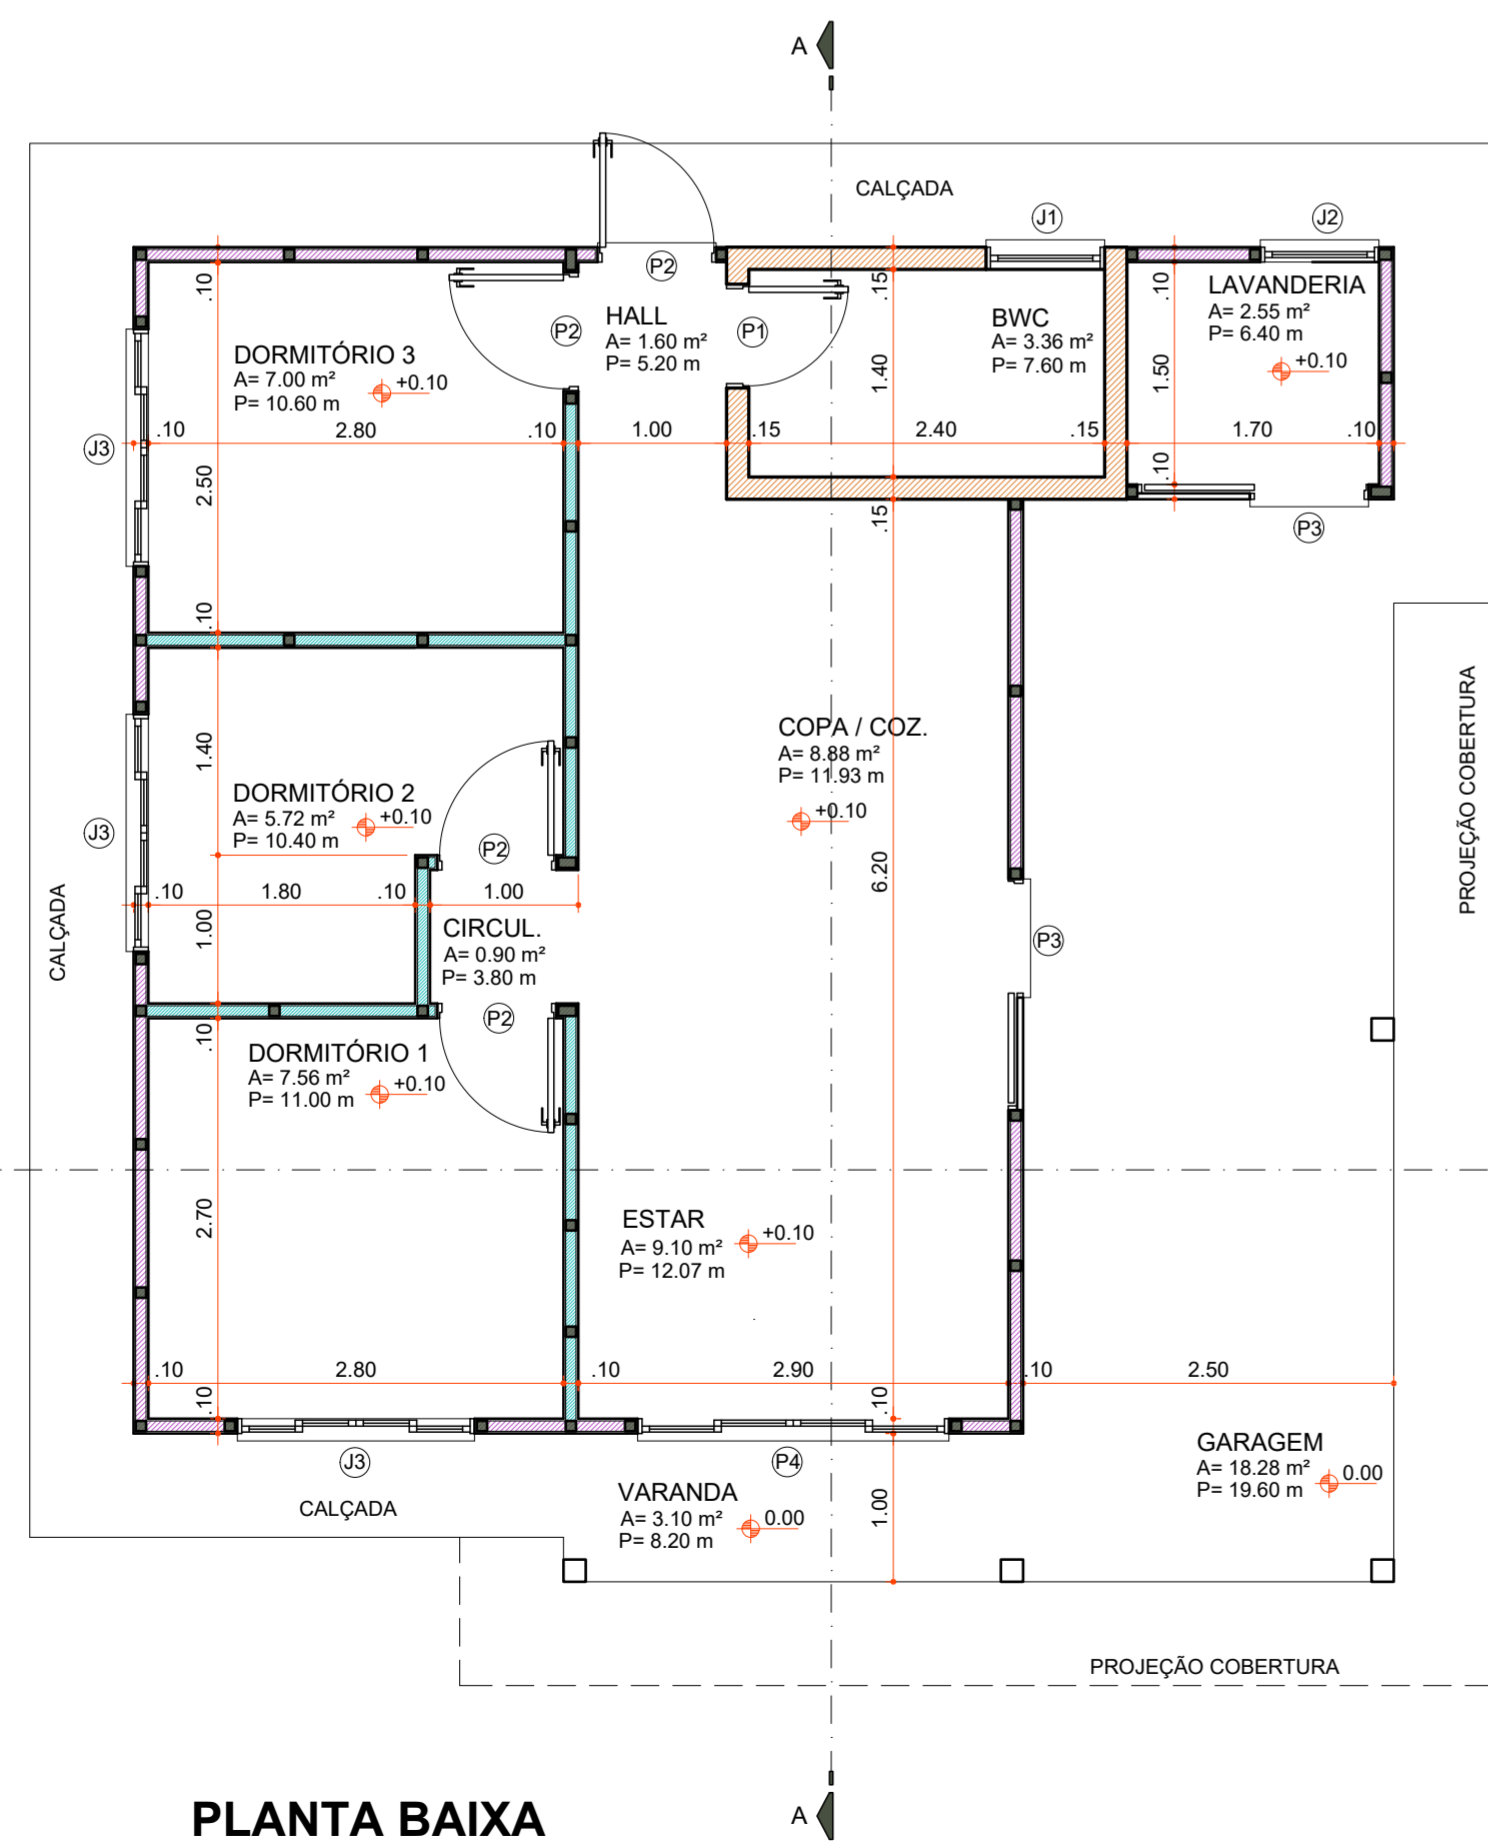 A
CALÇADA
J1
J2
P2
.10
.15
.10
LAVANDERIA
A= 2.55 m²
P= 6.40 m
+0.10
HALL
A= 1.60 m²
P= 5.20 m
P2
P1
BWC
A= 3.36 m²
P= 7.60 m
DORMITÓRIO 3
A= 7.00 m²
P= 10.60 m
+0.10
1.40
1.50
J3
.10
2.80
.10
1.00
.15
2.40
.15
1.70
.10
2.50
.10
.15
P3
.10
PROJEÇÃO COBERTURA
COPA / COZ.
A= 8.88 m²
P= 11.93 m
+0.10
1.40
DORMITÓRIO 2
A= 5.72 m²
P= 10.40 m
+0.10
J3
P2
6.20
.10
1.80
.10
1.00
CALÇADA
1.00
CIRCUL.
A= 0.90 m²
P= 3.80 m
P3
P2
.10
DORMITÓRIO 1
A= 7.56 m²
P= 11.00 m
+0.10
2.70
ESTAR
A= 9.10 m²
P= 12.07 m
+0.10
.10
2.80
.10
2.90
.10
2.50
.10
.10
J3
P4
GARAGEM
A= 18.28 m²
P= 19.60 m
0.00
CALÇADA
VARANDA
A= 3.10 m²
P= 8.20 m
0.00
1.00
PROJEÇÃO COBERTURA
PLANTA BAIXA
A